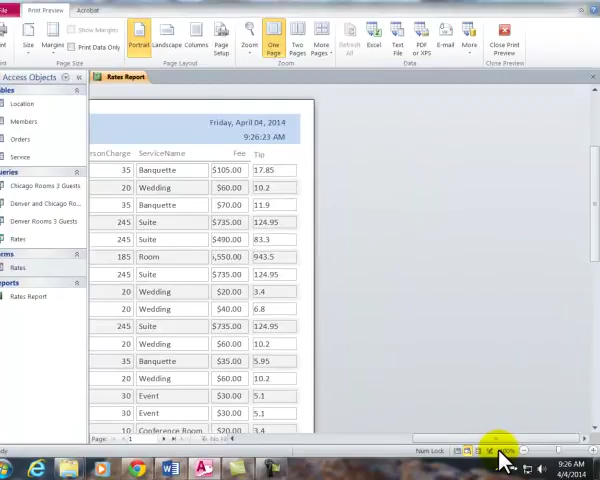 File Print Preview Acrobat
Size Margins Show Margins Print Data Only Portrait Landscape Columns Page Setup Zoom One Page Two Pages More Pages Refresh All Excel Text File PDF or XPS E-mail More Close Print Preview
Page Size Page Layout Zoom Data Close Preview
Access Objects Rates Report
Location
Members
Orders
Service
Chicago Rooms 3 Guests
Denver and Chicago Ro...
Denver Rooms 3 Guests
Rates
Rates
Rates Report
Friday, April 04, 2014
9:26:23 AM
rsonCharge ServiceName Fee Tip
35 Banquette $105.00 17.85
20 Wedding $60.00 10.2
35 Banquette $70.00 11.9
245 Suite $735.00 124.95
245 Suite $490.00 83.3
185 Room ,550.00 943.5
245 Suite $735.00 124.95
20 Wedding $20.00 3.4
20 Wedding $40.00 6.8
245 Suite $735.00 124.95
20 Wedding $60.00 10.2
35 Banquette $35.00 5.95
20 Wedding $60.00 10.2
30 Event $30.00 5.1
30 Event $30.00 5.1
10 Conference Room $20.00 3.4
Page: 1 No Fil
Num Lock 100%
9:26 AM
4/4/2014